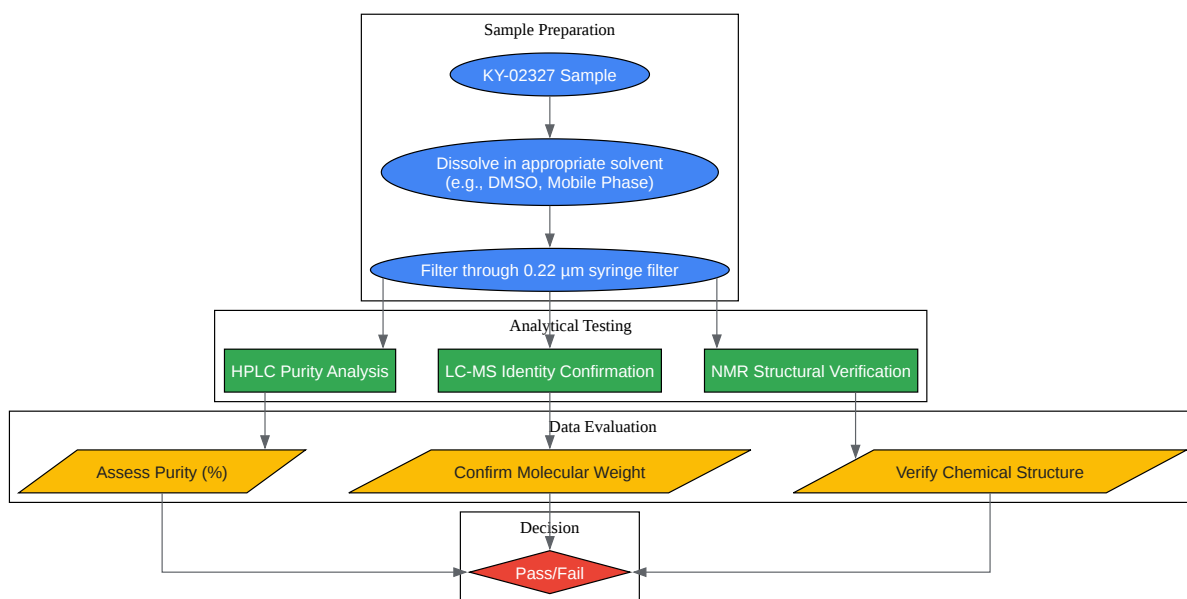 Sample Preparation
KY-02327 Sample
Dissolve in appropriate solvent
(e.g., DMSO, Mobile Phase)
Filter through 0.22 µm syringe filter
Analytical Testing
HPLC Purity Analysis
LC-MS Identity Confirmation
NMR Structural Verification
Data Evaluation
Assess Purity (%)
Confirm Molecular Weight
Verify Chemical Structure
Decision
Pass/Fail